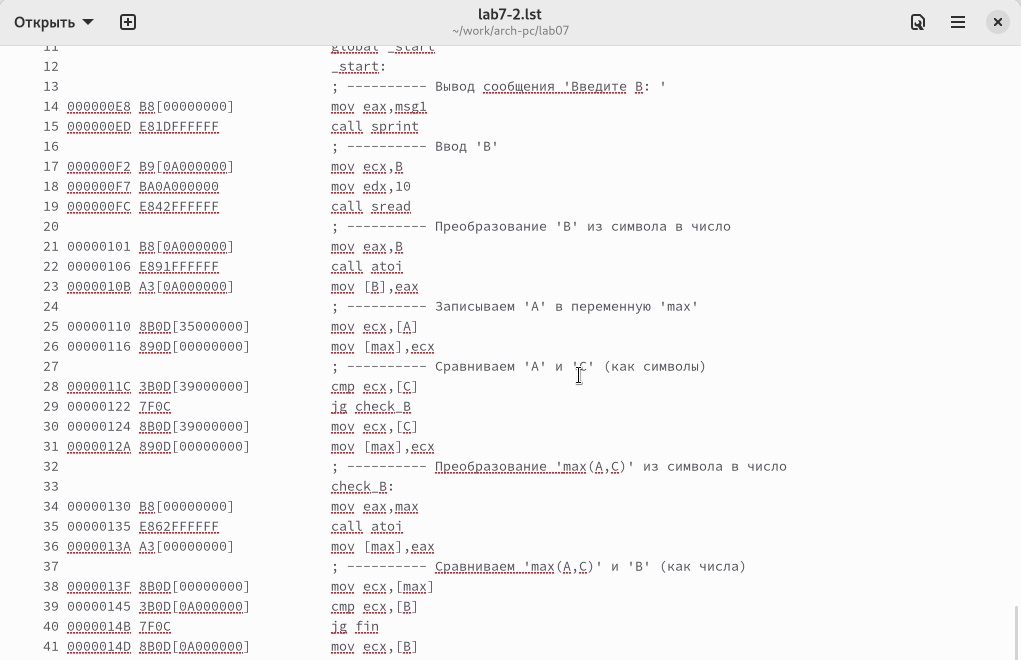 Открыть
lab7-2.lst
~/work/arch-pc/lab07
11 global _start
12 _start:
13 ; ---------- Вывод сообщения 'Введите B: '
14 000000E8 B8[00000000] mov eax,msg1
15 000000ED E81DFFFFFF call sprint
16 ; ---------- Ввод 'B'
17 000000F2 B9[0A000000] mov ecx,B
18 000000F7 BA0A000000 mov edx,10
19 000000FC E842FFFFFF call sread
20 ; ---------- Преобразование 'B' из символа в число
21 00000101 B8[0A000000] mov eax,B
22 00000106 E891FFFFFF call atoi
23 0000010B A3[0A000000] mov [B],eax
24 ; ---------- Записываем 'A' в переменную 'max'
25 00000110 8B0D[35000000] mov ecx,[A]
26 00000116 890D[00000000] mov [max],ecx
27 ; ---------- Сравниваем 'A' и 'C' (как символы)
28 0000011C 3B0D[39000000] cmp ecx,[C]
29 00000122 7F0C jg check_B
30 00000124 8B0D[39000000] mov ecx,[C]
31 0000012A 890D[00000000] mov [max],ecx
32 ; ---------- Преобразование 'max(A,C)' из символа в число
33 check_B:
34 00000130 B8[00000000] mov eax,max
35 00000135 E862FFFFFF call atoi
36 0000013A A3[00000000] mov [max],eax
37 ; ---------- Сравниваем 'max(A,C)' и 'B' (как числа)
38 0000013F 8B0D[00000000] mov ecx,[max]
39 00000145 3B0D[0A000000] cmp ecx,[B]
40 0000014B 7F0C jg fin
41 0000014D 8B0D[0A000000] mov ecx,[B]